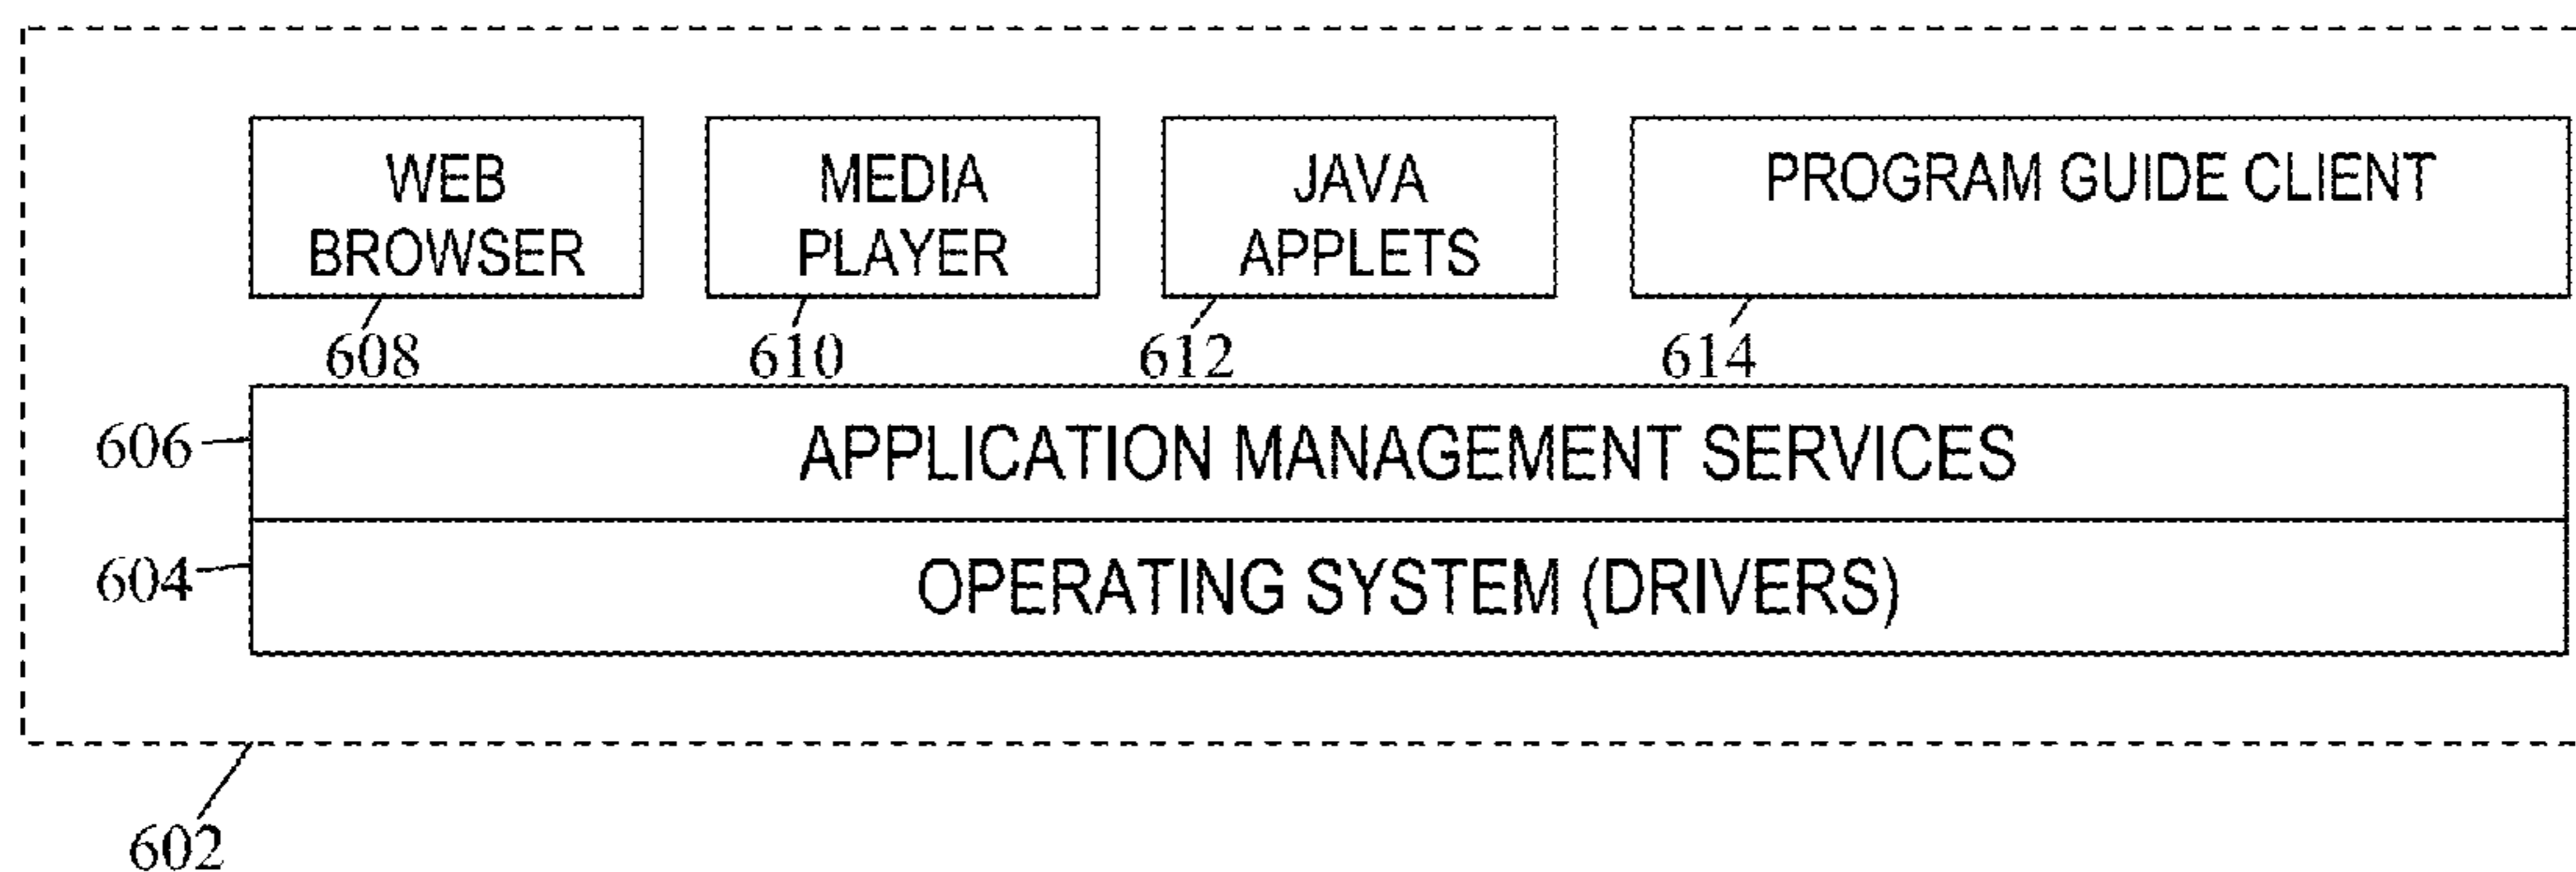 WEB
BROWSER
MEDIA
PLAYER
JAVA
APPLETS
PROGRAM GUIDE CLIENT
608
610
612
614
606
APPLICATION MANAGEMENT SERVICES
604
OPERATING SYSTEM (DRIVERS)
602